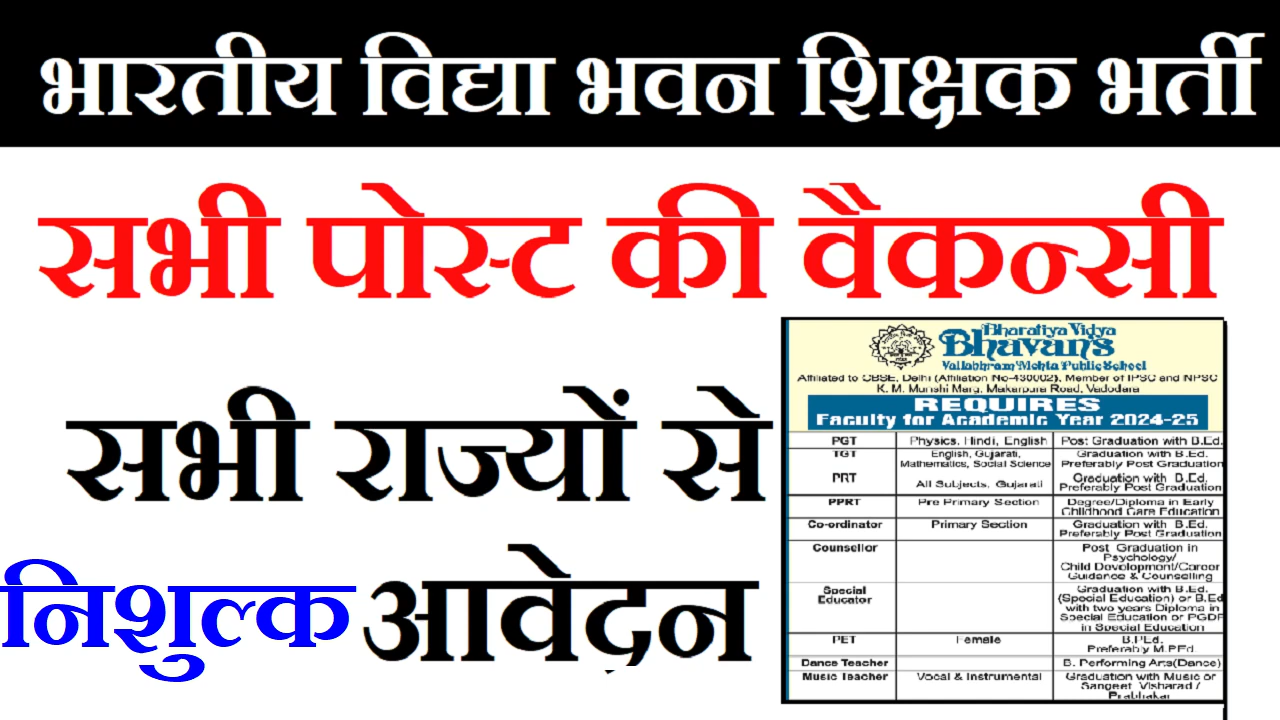 भारतीय विद्या भवन शिक्षक भर्ती
सभी पोस्ट की वैकन्सी
सभी राज्यों से
निशुल्क आवेदन
Bharatiya Vidya
Bhavan's
Vallabhram Mehta Public School
Affiliated to CBSE, Delhi (Affiliation No-430002), Member of IPSC and NPSC
K. M. Munshi Marg, Makarpura Road, Vadodara
REQUIRES
Faculty for Academic Year 2024-25
PGT Physics, Hindi, English Post Graduation with B.Ed.
TGT English, Gujarati, Graduation with B.Ed.
Mathematics, Social Science Preferably Post Graduation
PRT All Subjects, Gujarati Graduation with B.Ed.
Preferably Post Graduation
PPRT Pre Primary Section Degree/Diploma in Early
Childhood Care Education
Co-ordinator Primary Section Graduation with B.Ed.
Preferably Post Graduation
Counsellor Post Graduation in
Psychology/
Child Development/Career
Guidance & Counselling
Special Graduation with B.Ed.
Educator (Special Education) or B.Ed
with two years Diploma in
Special Education or PGDP
in Special Education
PET Female B.P.Ed.
Preferably M.P.Ed
Dance Teacher B. Performing Arts(Dance)
Music Teacher Vocal & Instrumental Graduation with Music or
Sangeet Visharad /
Prabhakar